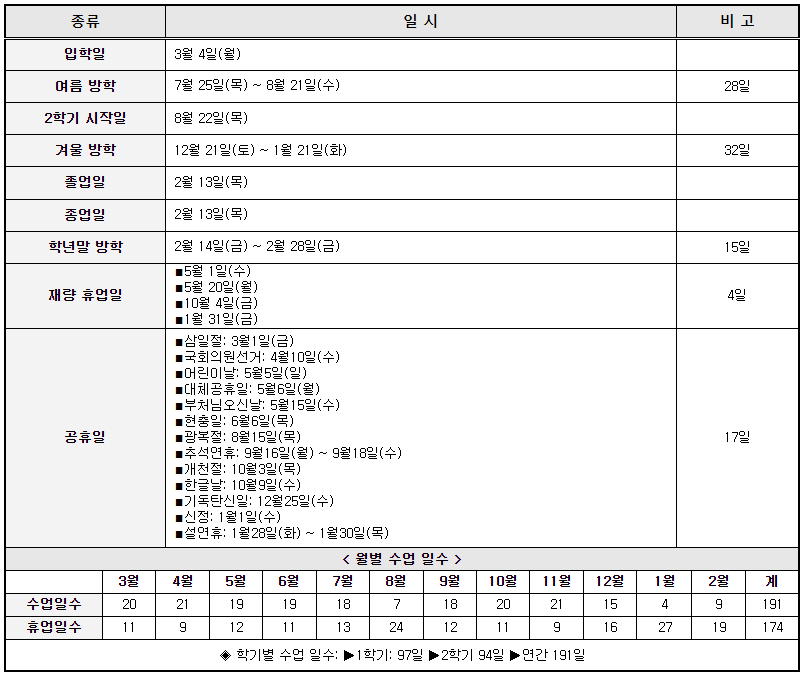 종류 일 시 비 고
입학일 3월 4일(월)
여름 방학 7월 25일(목) ~ 8월 21일(수) 28일
2학기 시작일 8월 22일(목)
겨울 방학 12월 21일(토) ~ 1월 21일(화) 32일
졸업일 2월 13일(목)
종업일 2월 13일(목)
학년말 방학 2월 14일(금) ~ 2월 28일(금) 15일
재량 휴업일
■5월 1일(수)
■5월 20일(월)
■10월 4일(금)
■1월 31일(금)
4일
공휴일
■삼일절: 3월1일(금)
■국회의원선거: 4월10일(수)
■어린이날: 5월5일(일)
■대체공휴일: 5월6일(월)
■부처님오신날: 5월15일(수)
■현충일: 6월6일(목)
■광복절: 8월15일(목)
■추석연휴: 9월16일(월) ~ 9월18일(수)
■개천절: 10월3일(목)
■한글날: 10월9일(수)
■기독탄신일: 12월25일(수)
■신정: 1월1일(수)
■설연휴: 1월28일(화) ~ 1월30일(목)
17일
< 월별 수업 일수 >
3월 4월 5월 6월 7월 8월 9월 10월 11월 12월 1월 2월 계
수업일수 20 21 19 19 18 7 18 20 21 15 4 9 191
휴업일수 11 9 12 11 13 24 12 11 9 16 27 19 174
◈ 학기별 수업 일수: ▶1학기: 97일 ▶2학기 94일 ▶연간 191일